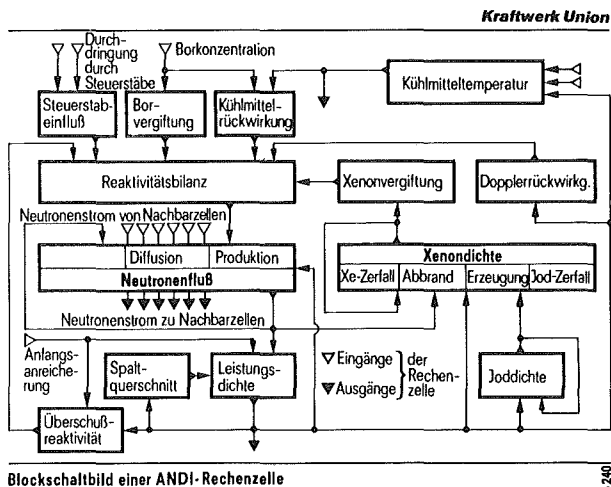 Kraftwerk Union
Durch-
dringung
durch
Steuerstäbe
Borkonzentration
Kühlmitteltemperatur
Steuerstab-
einfluß
Bor-
vergiftung
Kühlmittel-
rückwirkung
Reaktivitätsbilanz
Xenonvergiftung
Dopplerrückwirkg.
Neutronenstrom von Nachbarzellen
Diffusion
Produktion
Neutronenfluß
Xenondichte
Xe-Zerfall
Abbrand
Erzeugung
Jod-Zerfall
Neutronenstrom zu Nachbarzellen
Anfangs-
anreiche-
rung
Spalt-
querschnitt
Leistungs-
dichte
Eingänge
Ausgänge
der
Rechen-
zelle
Joddichte
Überschuß-
reaktivität
Blockschaltbild einer ANDI-Rechenzelle